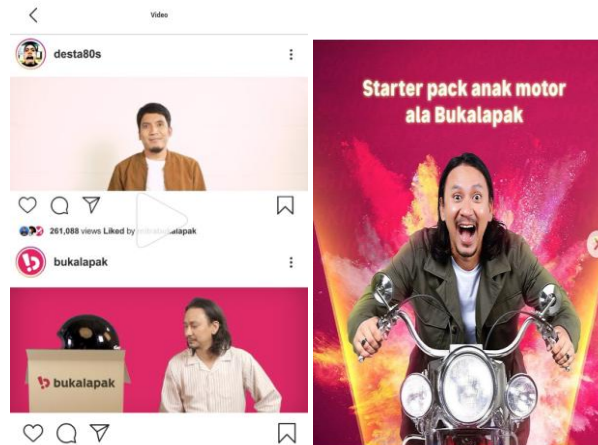 Video
desta80s
261,088 views Liked by
bukalapak
bukalapak
Starter pack anak motor
ala Bukalapak